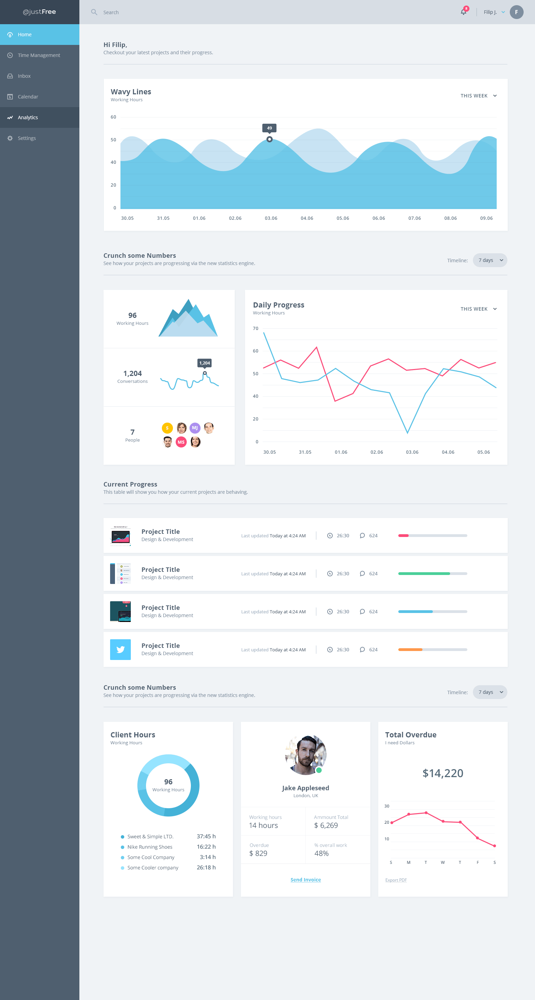 @justFree
Search
8
Filip J.
F
Home
Time Management
Inbox
Calendar
Analytics
Settings
Hi Filip,
Checkout your latest projects and their progress.
Wavy Lines
Working Hours
THIS WEEK
60
50
40
20
0
49
30.05 31.05 01.06 02.06 03.06 04.06 05.06 06.06 07.06 08.06 09.06
Crunch some Numbers
See how your projects are progressing via the new statistics engine.
Timeline: 7 days
96
Working Hours
1,204
Conversations
1,204
7
People
S
MJ
MS
Daily Progress
Working Hours
THIS WEEK
70
60
50
40
20
0
30.05 31.05 01.06 02.06 03.06 04.06 05.06
Current Progress
This table will show you how your current projects are behaving.
Project Title
Design & Development
Last updated Today at 4:24 AM 26:30 624
Project Title
Design & Development
Last updated Today at 4:24 AM 26:30 624
Project Title
Design & Development
Last updated Today at 4:24 AM 26:30 624
Project Title
Design & Development
Last updated Today at 4:24 AM 26:30 624
Crunch some Numbers
See how your projects are progressing via the new statistics engine.
Timeline: 7 days
Client Hours
Working Hours
96
Working Hours
Sweet & Simple LTD. 37:45 h
Nike Running Shoes 16:22 h
Some Cool Company 3:14 h
Some Cooler company 26:18 h
Jake Appleseed
London, UK
Working hours
14 hours
Ammount Total
$ 6,269
Overdue
$ 829
% overall work
48%
Send Invoice
Total Overdue
I need Dollars
$14,220
30
20
10
S M T W T F S
Export PDF